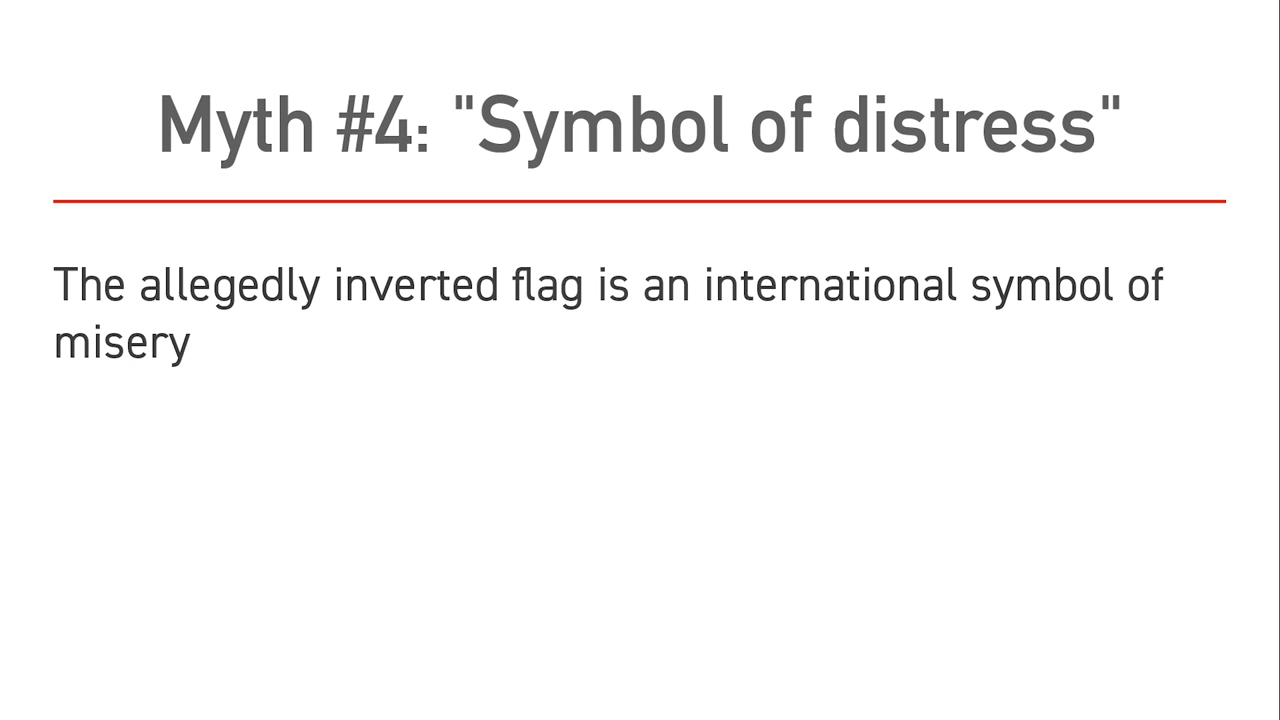 Myth #4: "Symbol of distress"
The allegedly inverted flag is an international symbol of
misery